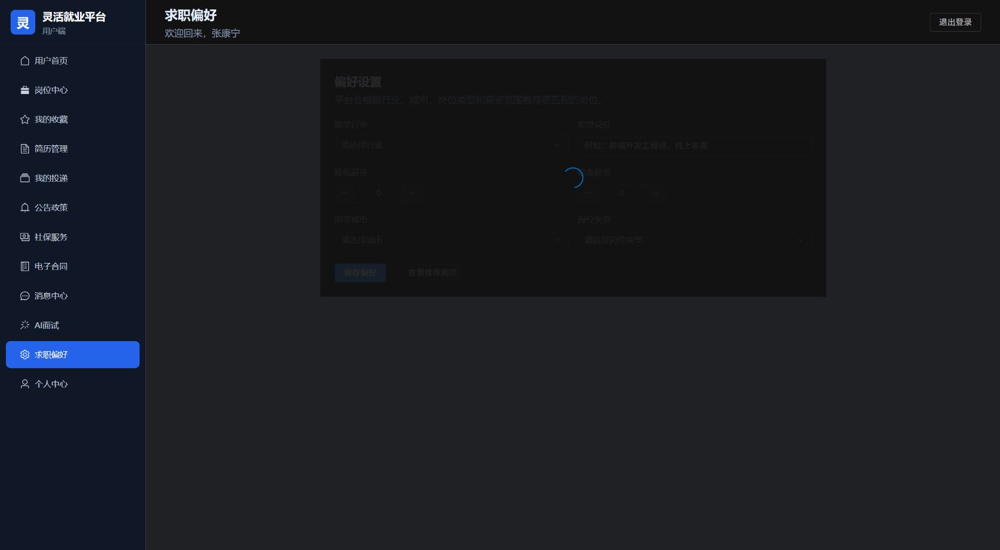 灵
灵活就业平台
用户端
用户首页
岗位中心
我的收藏
简历管理
我的投递
公告政策
社保服务
电子合同
消息中心
AI面试
求职偏好
个人中心
求职偏好
欢迎回来，张康宁
退出登录
偏好设置
平台会根据行业、城市、岗位类型和薪资范围推荐更匹配的岗位。
期望行业
期望岗位
请选择行业
例如：前端开发工程师、线上客服
最低薪资
最高薪资
0
0
期望城市
岗位类型
请选择城市
请选择岗位类型
保存偏好
查看推荐岗位